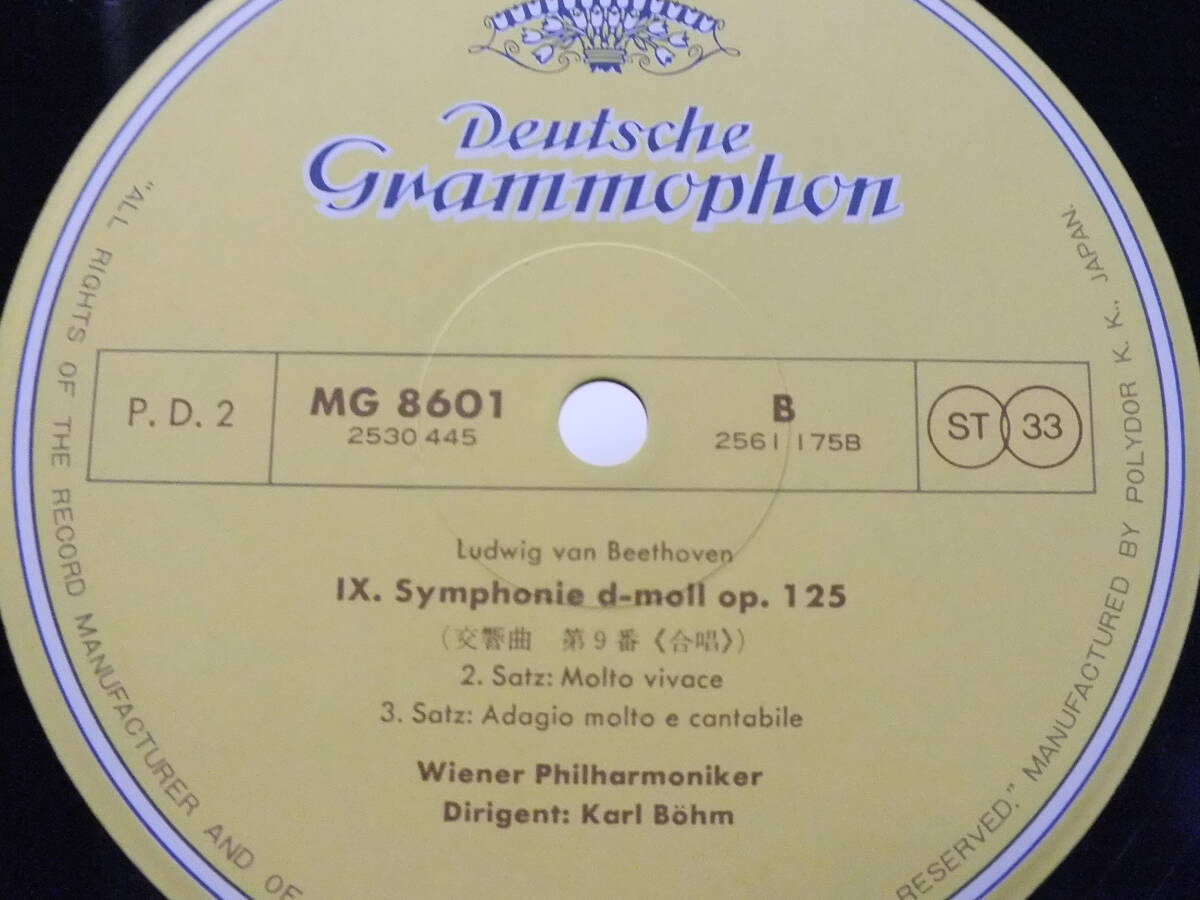 Deutsche
Grammophon
P. D. 2
MG 8601
2530 445
B
2561 175B
ST 33
Ludwig van Beethoven
IX. Symphonie d-moll op. 125
(交響曲 第9番《合唱》)
2. Satz: Molto vivace
3. Satz: Adagio molto e cantabile
Wiener Philharmoniker
Dirigent: Karl Böhm
"ALL RIGHTS OF THE RECORD MANUFACTURER AND OF
RESERVED." MANUFACTURED BY POLYDOR K. K., JAPAN.